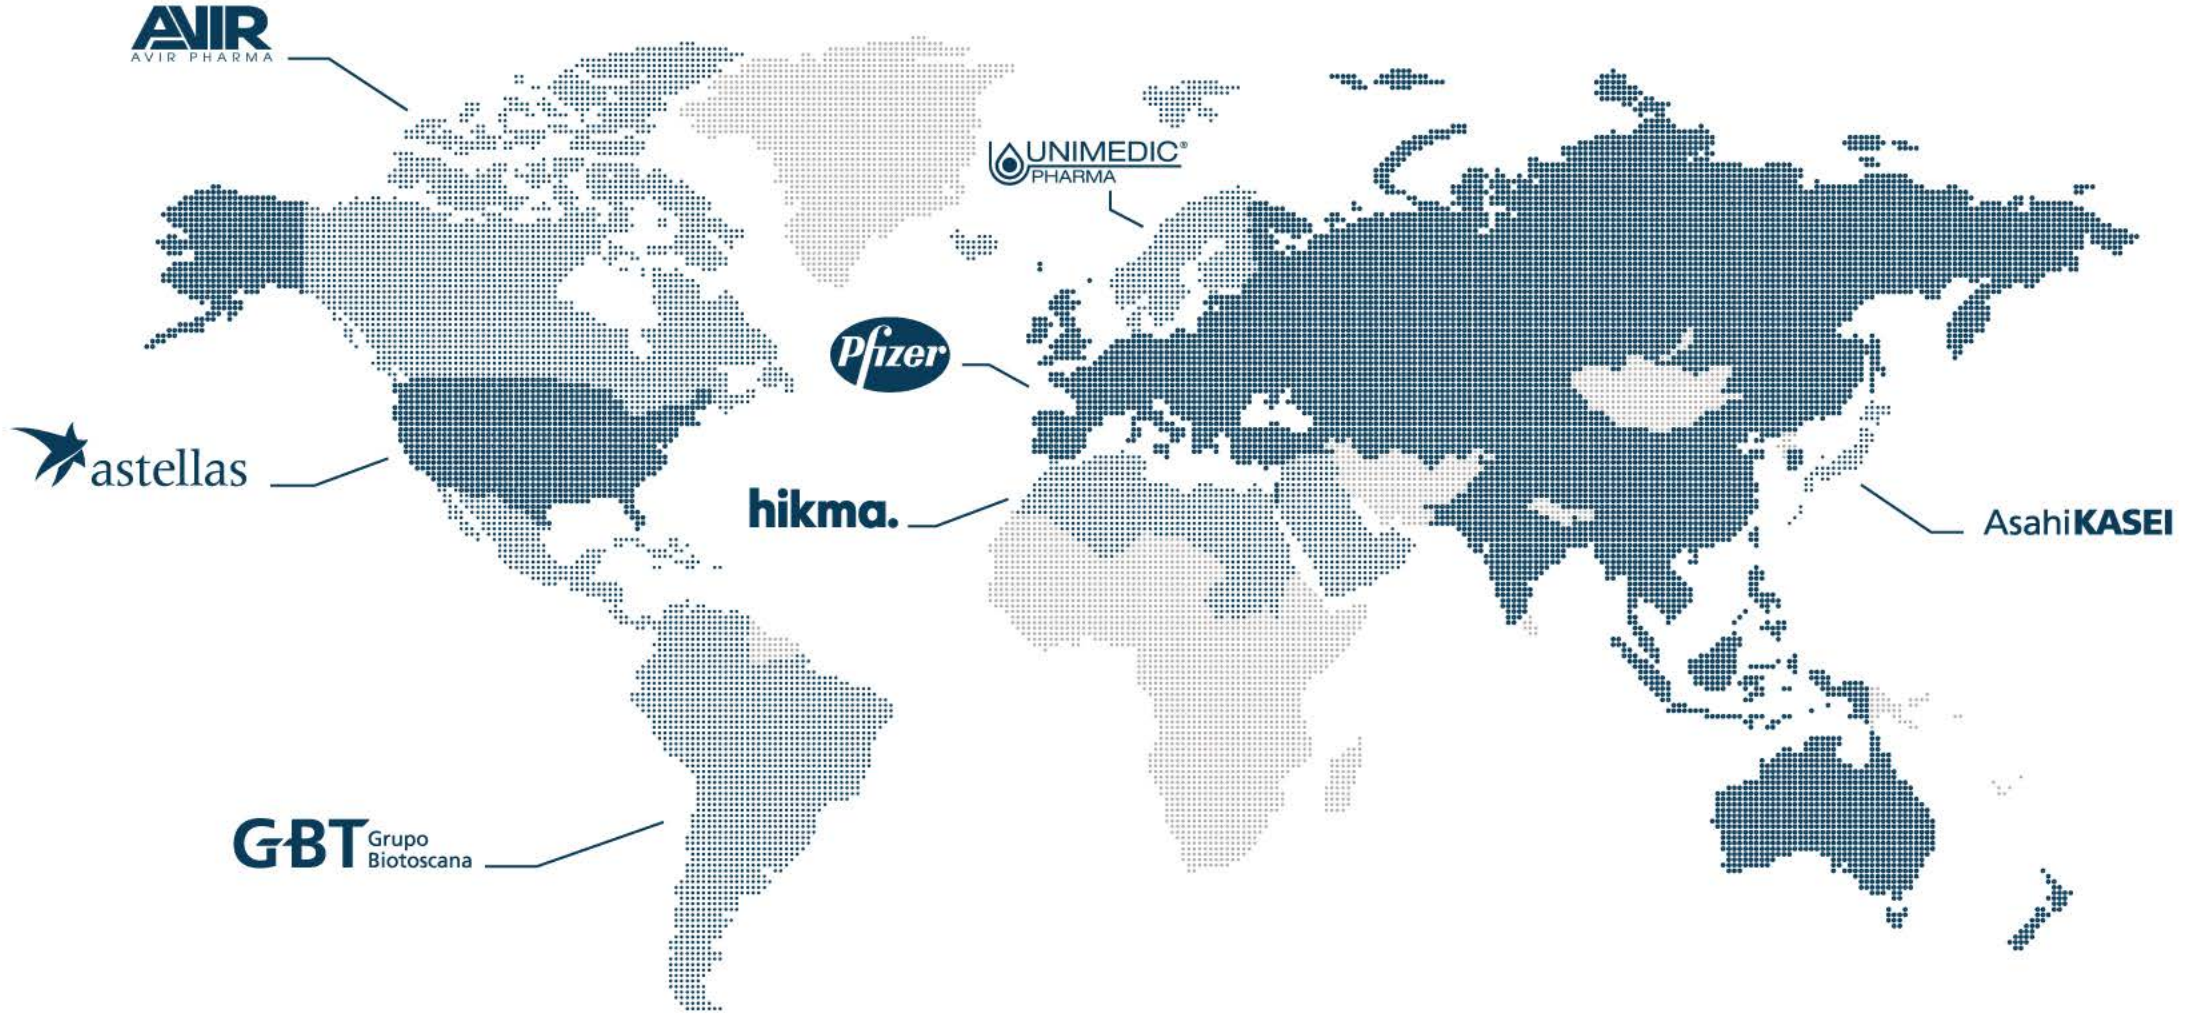 AVIR
AVIR PHARMA
UNIMEDIC®
PHARMA
Pfizer
astellas
hikma.
AsahiKASEI
GBT Grupo
Biotoscana